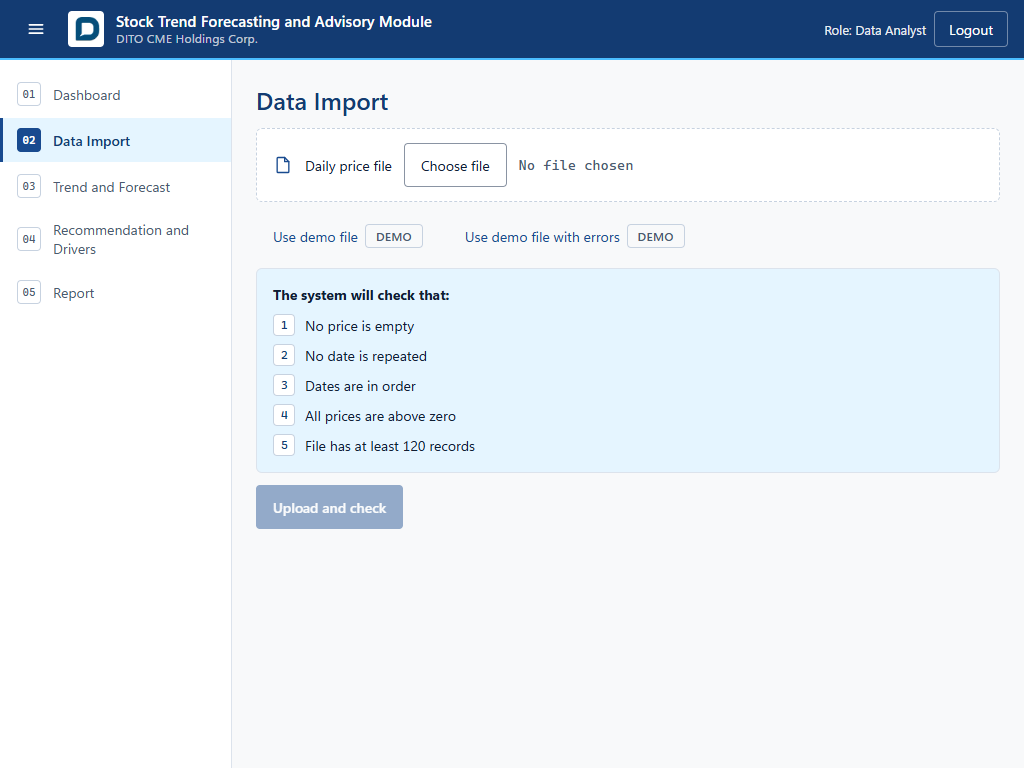 Stock Trend Forecasting and Advisory Module
DITO CME Holdings Corp.
Role: Data Analyst
Logout
01 Dashboard
02 Data Import
03 Trend and Forecast
04 Recommendation and
Drivers
05 Report
Data Import
Daily price file
Choose file
No file chosen
Use demo file DEMO
Use demo file with errors DEMO
The system will check that:
1 No price is empty
2 No date is repeated
3 Dates are in order
4 All prices are above zero
5 File has at least 120 records
Upload and check